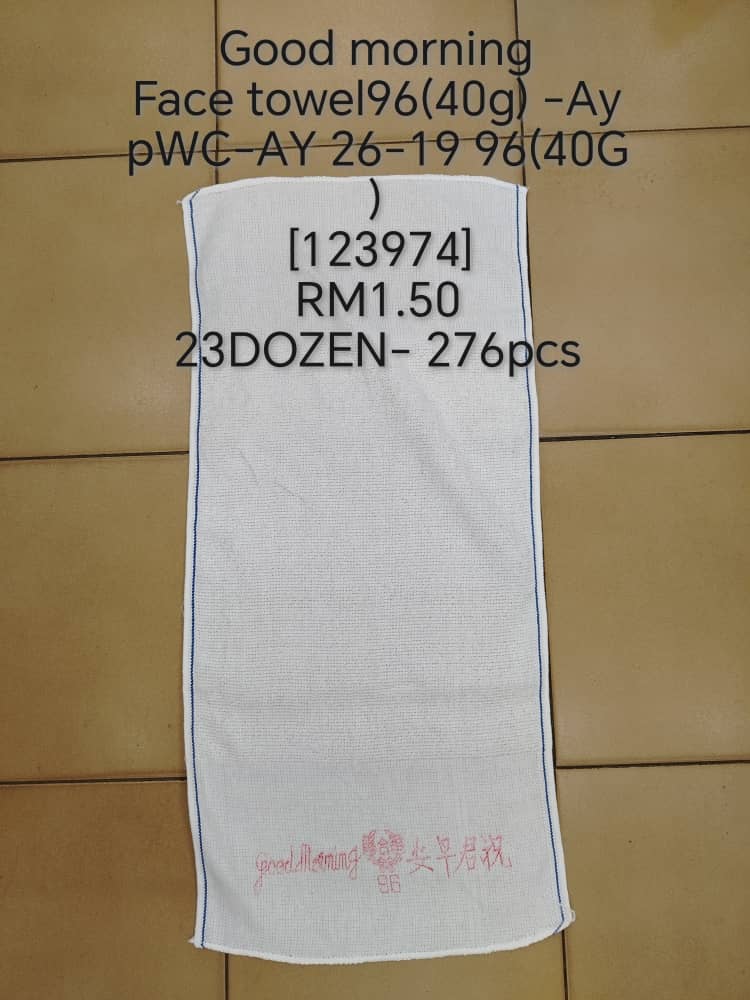 Good morning
Face towel96(40g) -Ay
pWC-AY 26-19 96(40G
)
[123974]
RM1.50
23DOZEN- 276pcs
Good Morning 安早君祝
96